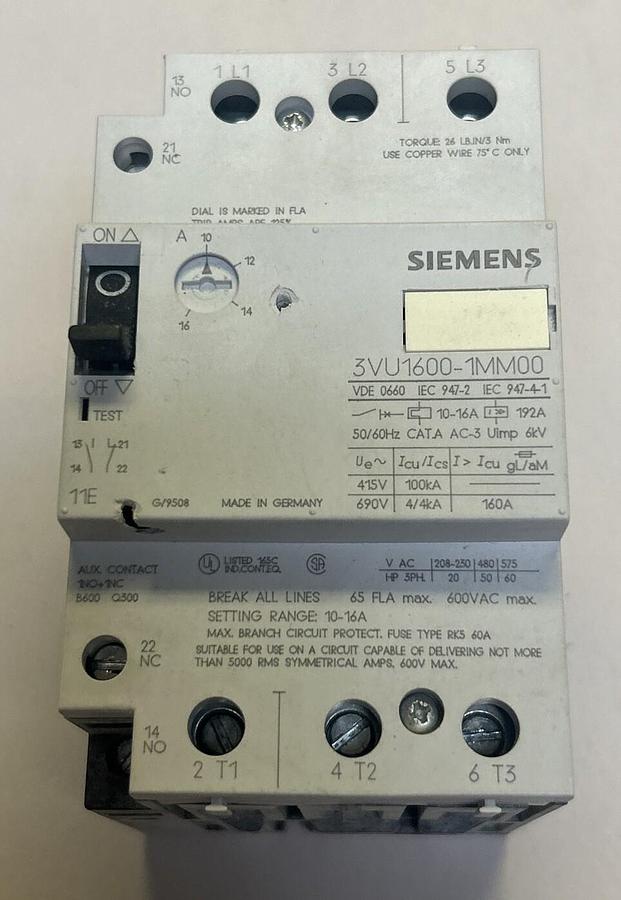 1 L1 3 L2 5 L3
13
NO
21
NC
TORQUE: 26 LB.IN/3 Nm
USE COPPER WIRE 75°C ONLY
DIAL IS MARKED IN FLA
TRIP AMPS ARE 125%
ON △
A 10
12
14
16
O
SIEMENS
3VU1600-1MM00
VDE 0660 IEC 947-2 IEC 947-4-1
10-16A I≫ 192A
50/60Hz CAT.A AC-3 Uimp 6kV
Ue~ Icu/Ics I> Icu gL/aM
415V 100kA
690V 4/4kA 160A
OFF ▽
TEST
13 I L 21
14 22
11E
G/9508 MADE IN GERMANY
AUX. CONTACT
1NO+1NC
B600 Q300
UL LISTED 165C
IND.CONT.EQ.
V AC 208-230 480 575
HP 3PH. 20 50 60
BREAK ALL LINES 65 FLA max. 600VAC max.
SETTING RANGE: 10-16A
MAX. BRANCH CIRCUIT PROTECT. FUSE TYPE RK5 60A
SUITABLE FOR USE ON A CIRCUIT CAPABLE OF DELIVERING NOT MORE
THAN 5000 RMS SYMMETRICAL AMPS, 600V MAX.
22
NC
14
NO
2 T1 4 T2 6 T3